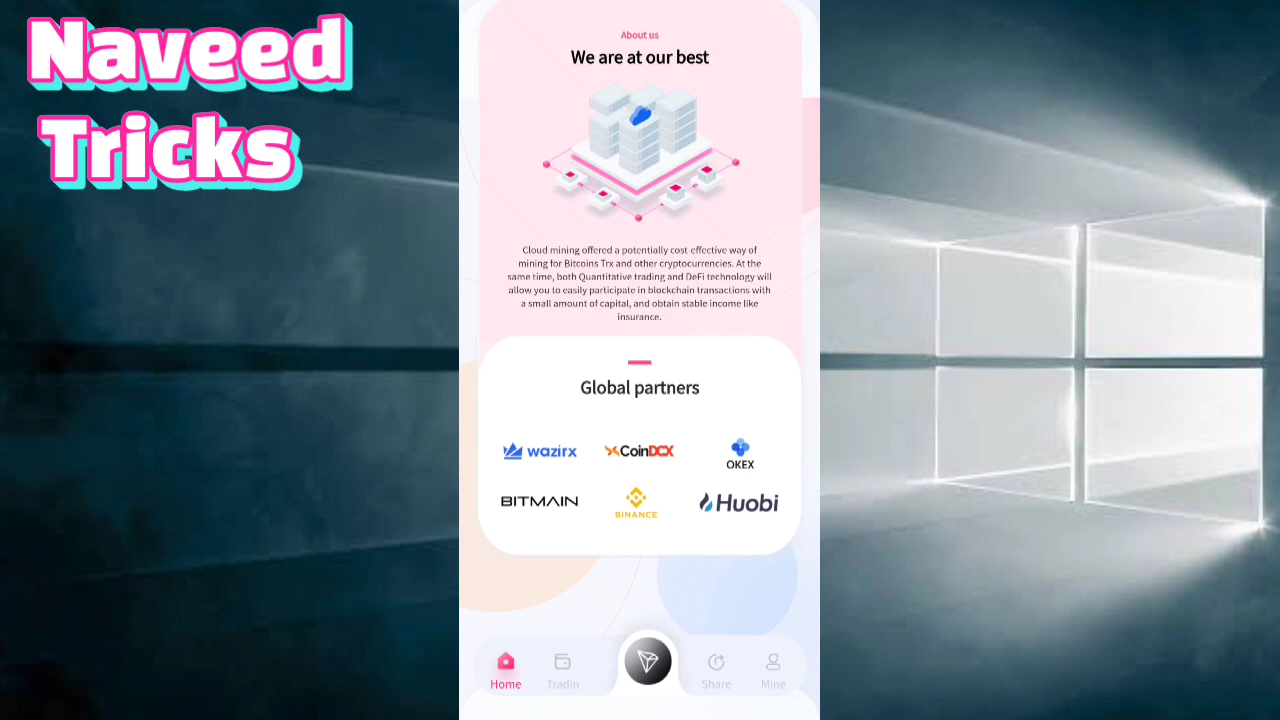 Naveed
Tricks
About us
We are at our best
Cloud mining offered a potentially cost-effective way of
mining for Bitcoins Trx and other cryptocurrencies. At the
same time, both Quantitative trading and DeFi technology will
allow you to easily participate in blockchain transactions with
a small amount of capital, and obtain stable income like
insurance.
Global partners
wazirx CoinDCX OKEX
BITMAIN BINANCE Huobi
Home Tradin Share Mine